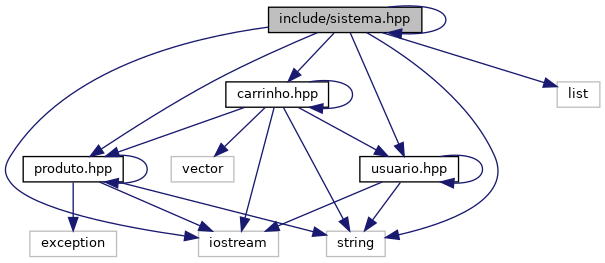 include/sistema.hpp
carrinho.hpp
list
produto.hpp
vector
usuario.hpp
exception
iostream
string